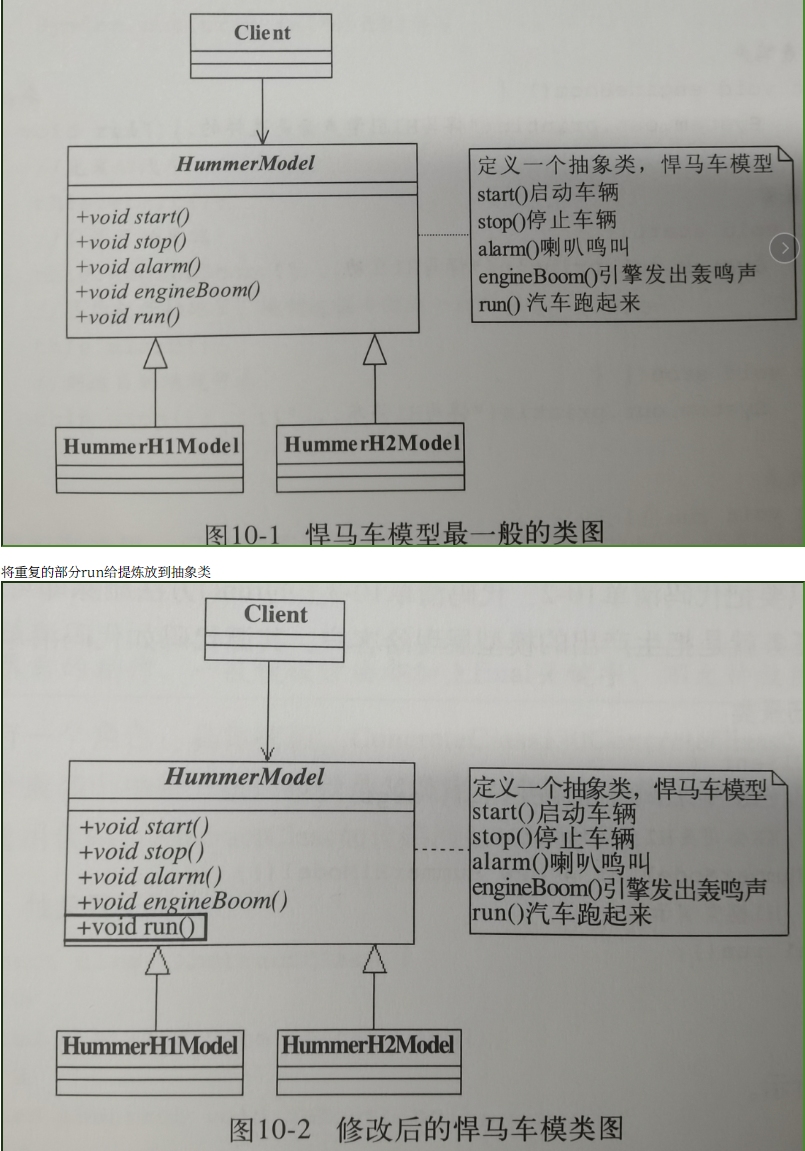 Client
HummerModel
+void start()
+void stop()
+void alarm()
+void engineBoom()
+void run()
定义一个抽象类，悍马车模型
start()启动车辆
stop()停止车辆
alarm()喇叭鸣叫
engineBoom()引擎发出轰鸣声
run() 汽车跑起来
HummerH1Model
HummerH2Model
图10-1 悍马车模型最一般的类图
将重复的部分run给提炼放到抽象类
Client
HummerModel
+void start()
+void stop()
+void alarm()
+void engineBoom()
+void run()
定义一个抽象类，悍马车模型
start()启动车辆
stop()停止车辆
alarm()喇叭鸣叫
engineBoom()引擎发出轰鸣声
run()汽车跑起来
HummerH1Model
HummerH2Model
图10-2 修改后的悍马车模类图